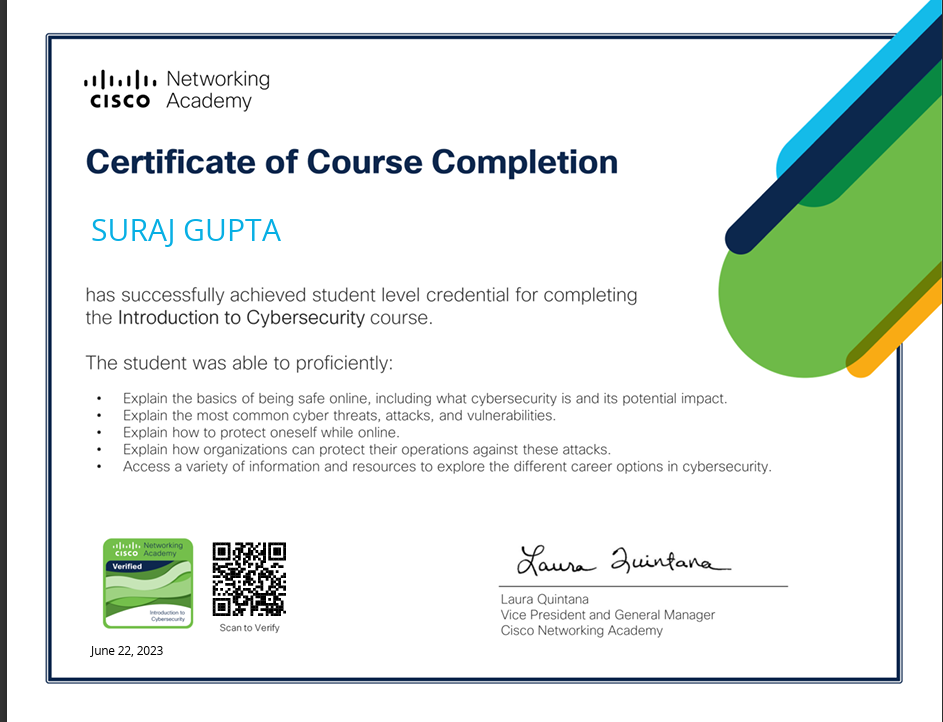 Networking
CISCO Academy
Certificate of Course Completion
SURAJ GUPTA
has successfully achieved student level credential for completing
the Introduction to Cybersecurity course.
The student was able to proficiently:
• Explain the basics of being safe online, including what cybersecurity is and its potential impact.
• Explain the most common cyber threats, attacks, and vulnerabilities.
• Explain how to protect oneself while online.
• Explain how organizations can protect their operations against these attacks.
• Access a variety of information and resources to explore the different career options in cybersecurity.
Networking
CISCO Academy
Verified
Introduction to
Cybersecurity
Scan to Verify
June 22, 2023
Laura Quintana
Laura Quintana
Vice President and General Manager
Cisco Networking Academy